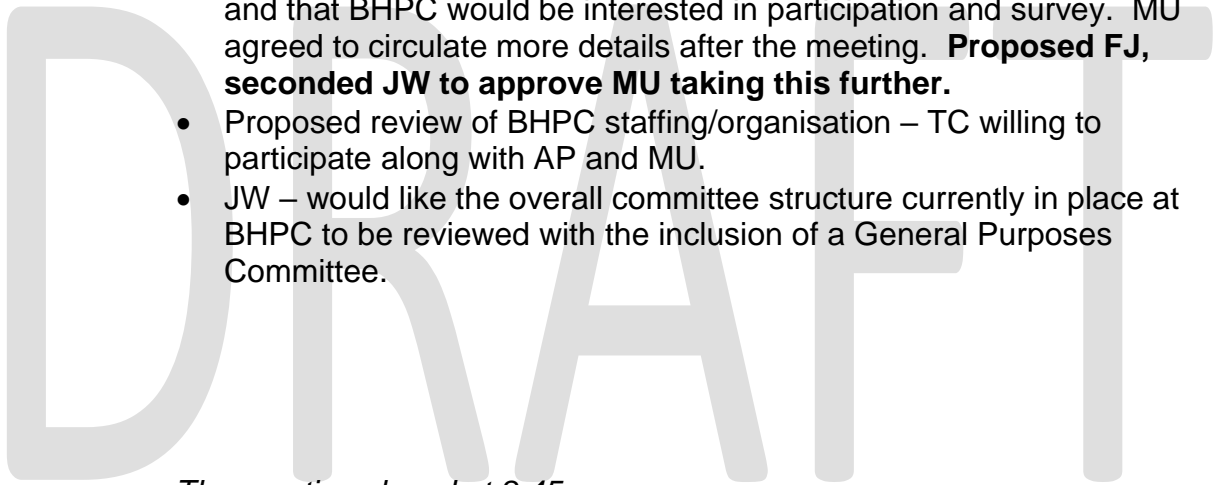 and that BHPC would be interested in participation and survey. MU
agreed to circulate more details after the meeting. Proposed FJ,
seconded JW to approve MU taking this further.
• Proposed review of BHPC staffing/organisation – TC willing to
participate along with AP and MU.
• JW – would like the overall committee structure currently in place at
BHPC to be reviewed with the inclusion of a General Purposes
Committee.
DRAFT